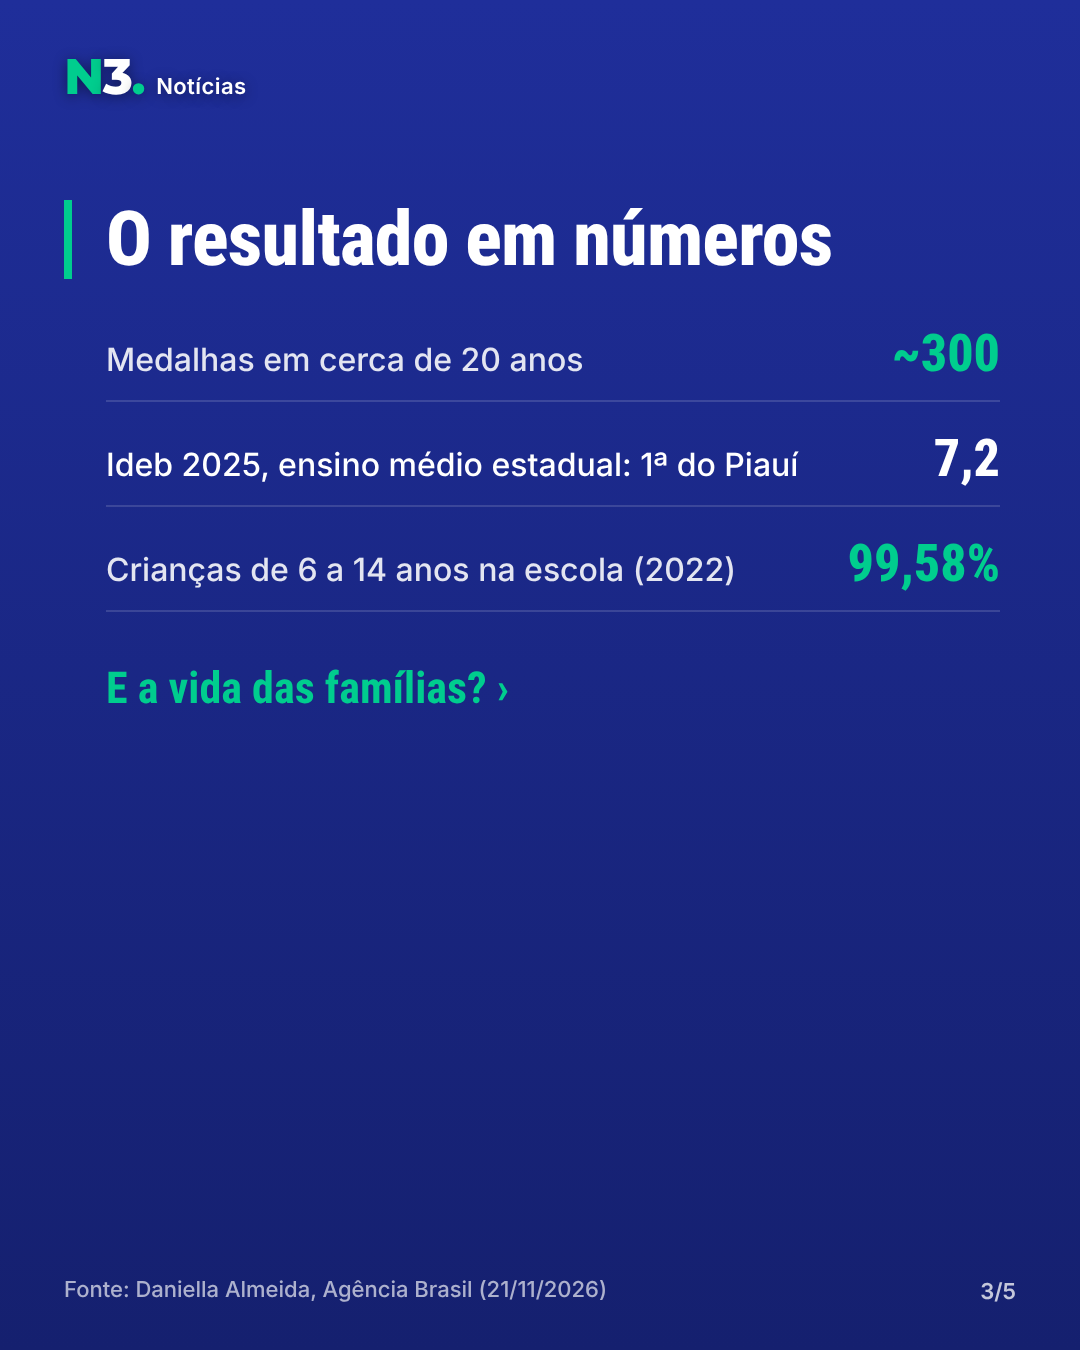 N3. Notícias
O resultado em números
Medalhas em cerca de 20 anos ~300
Ideb 2025, ensino médio estadual: 1ª do Piauí 7,2
Crianças de 6 a 14 anos na escola (2022) 99,58%
E a vida das famílias? ›
Fonte: Daniella Almeida, Agência Brasil (21/11/2026) 3/5